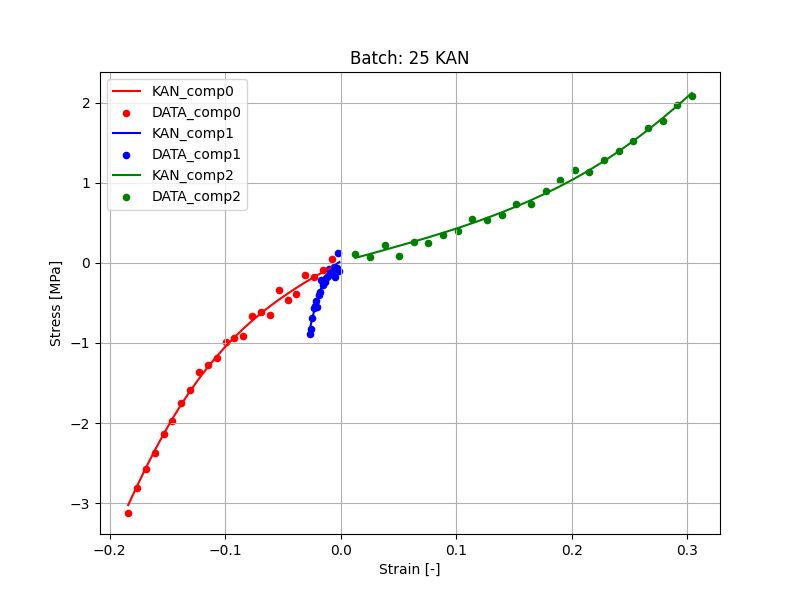 Batch: 25 KAN
KAN_comp0
DATA_comp0
KAN_comp1
DATA_comp1
KAN_comp2
DATA_comp2
2
1
0
−1
−2
−3
Stress [MPa]
−0.2 −0.1 0.0 0.1 0.2 0.3
Strain [-]